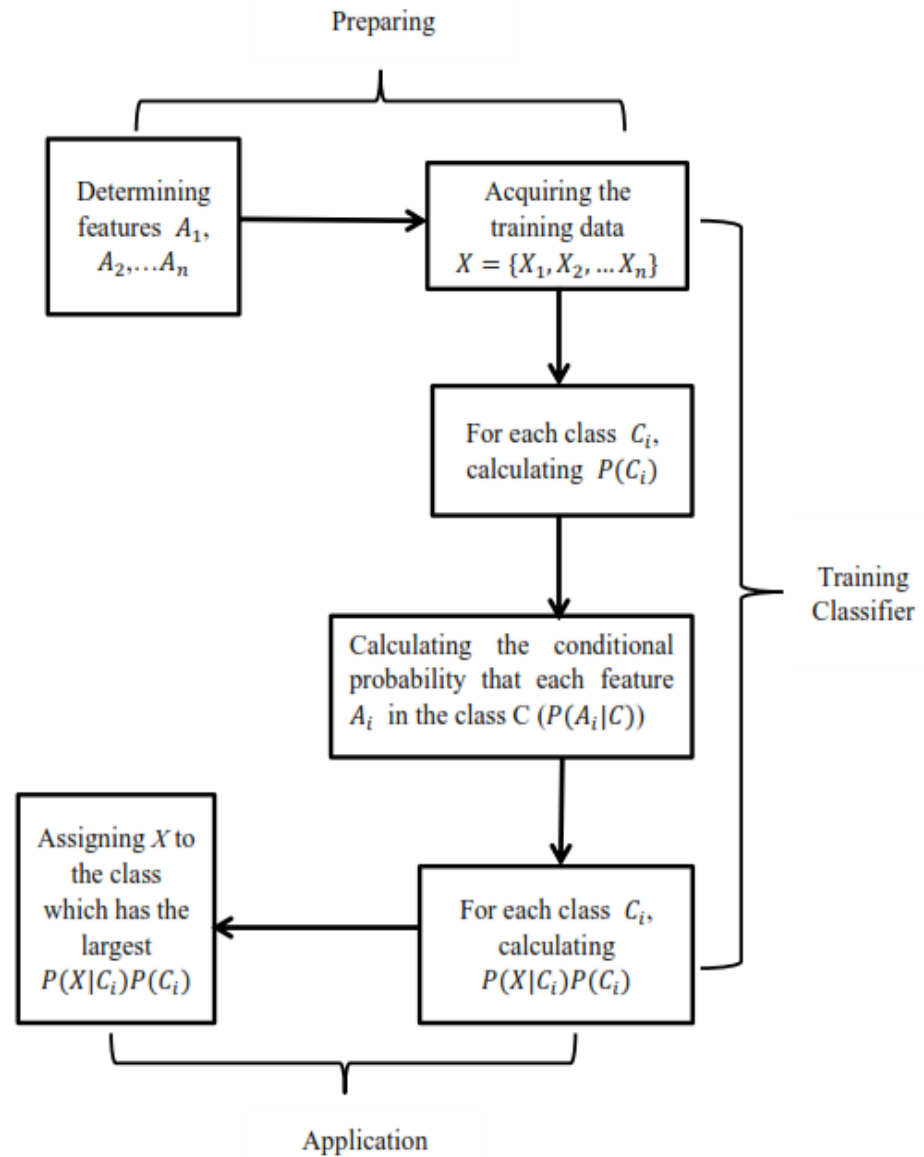 Preparing
Determining
features A₁,
A₂,…Aₙ
Acquiring the
training data
X = {X₁, X₂, … Xₙ}
For each class Cᵢ,
calculating P(Cᵢ)
Calculating the conditional
probability that each feature
Aᵢ in the class C (P(Aᵢ|C))
Training
Classifier
For each class Cᵢ,
calculating
P(X|Cᵢ)P(Cᵢ)
Assigning X to
the class
which has the
largest
P(X|Cᵢ)P(Cᵢ)
Application